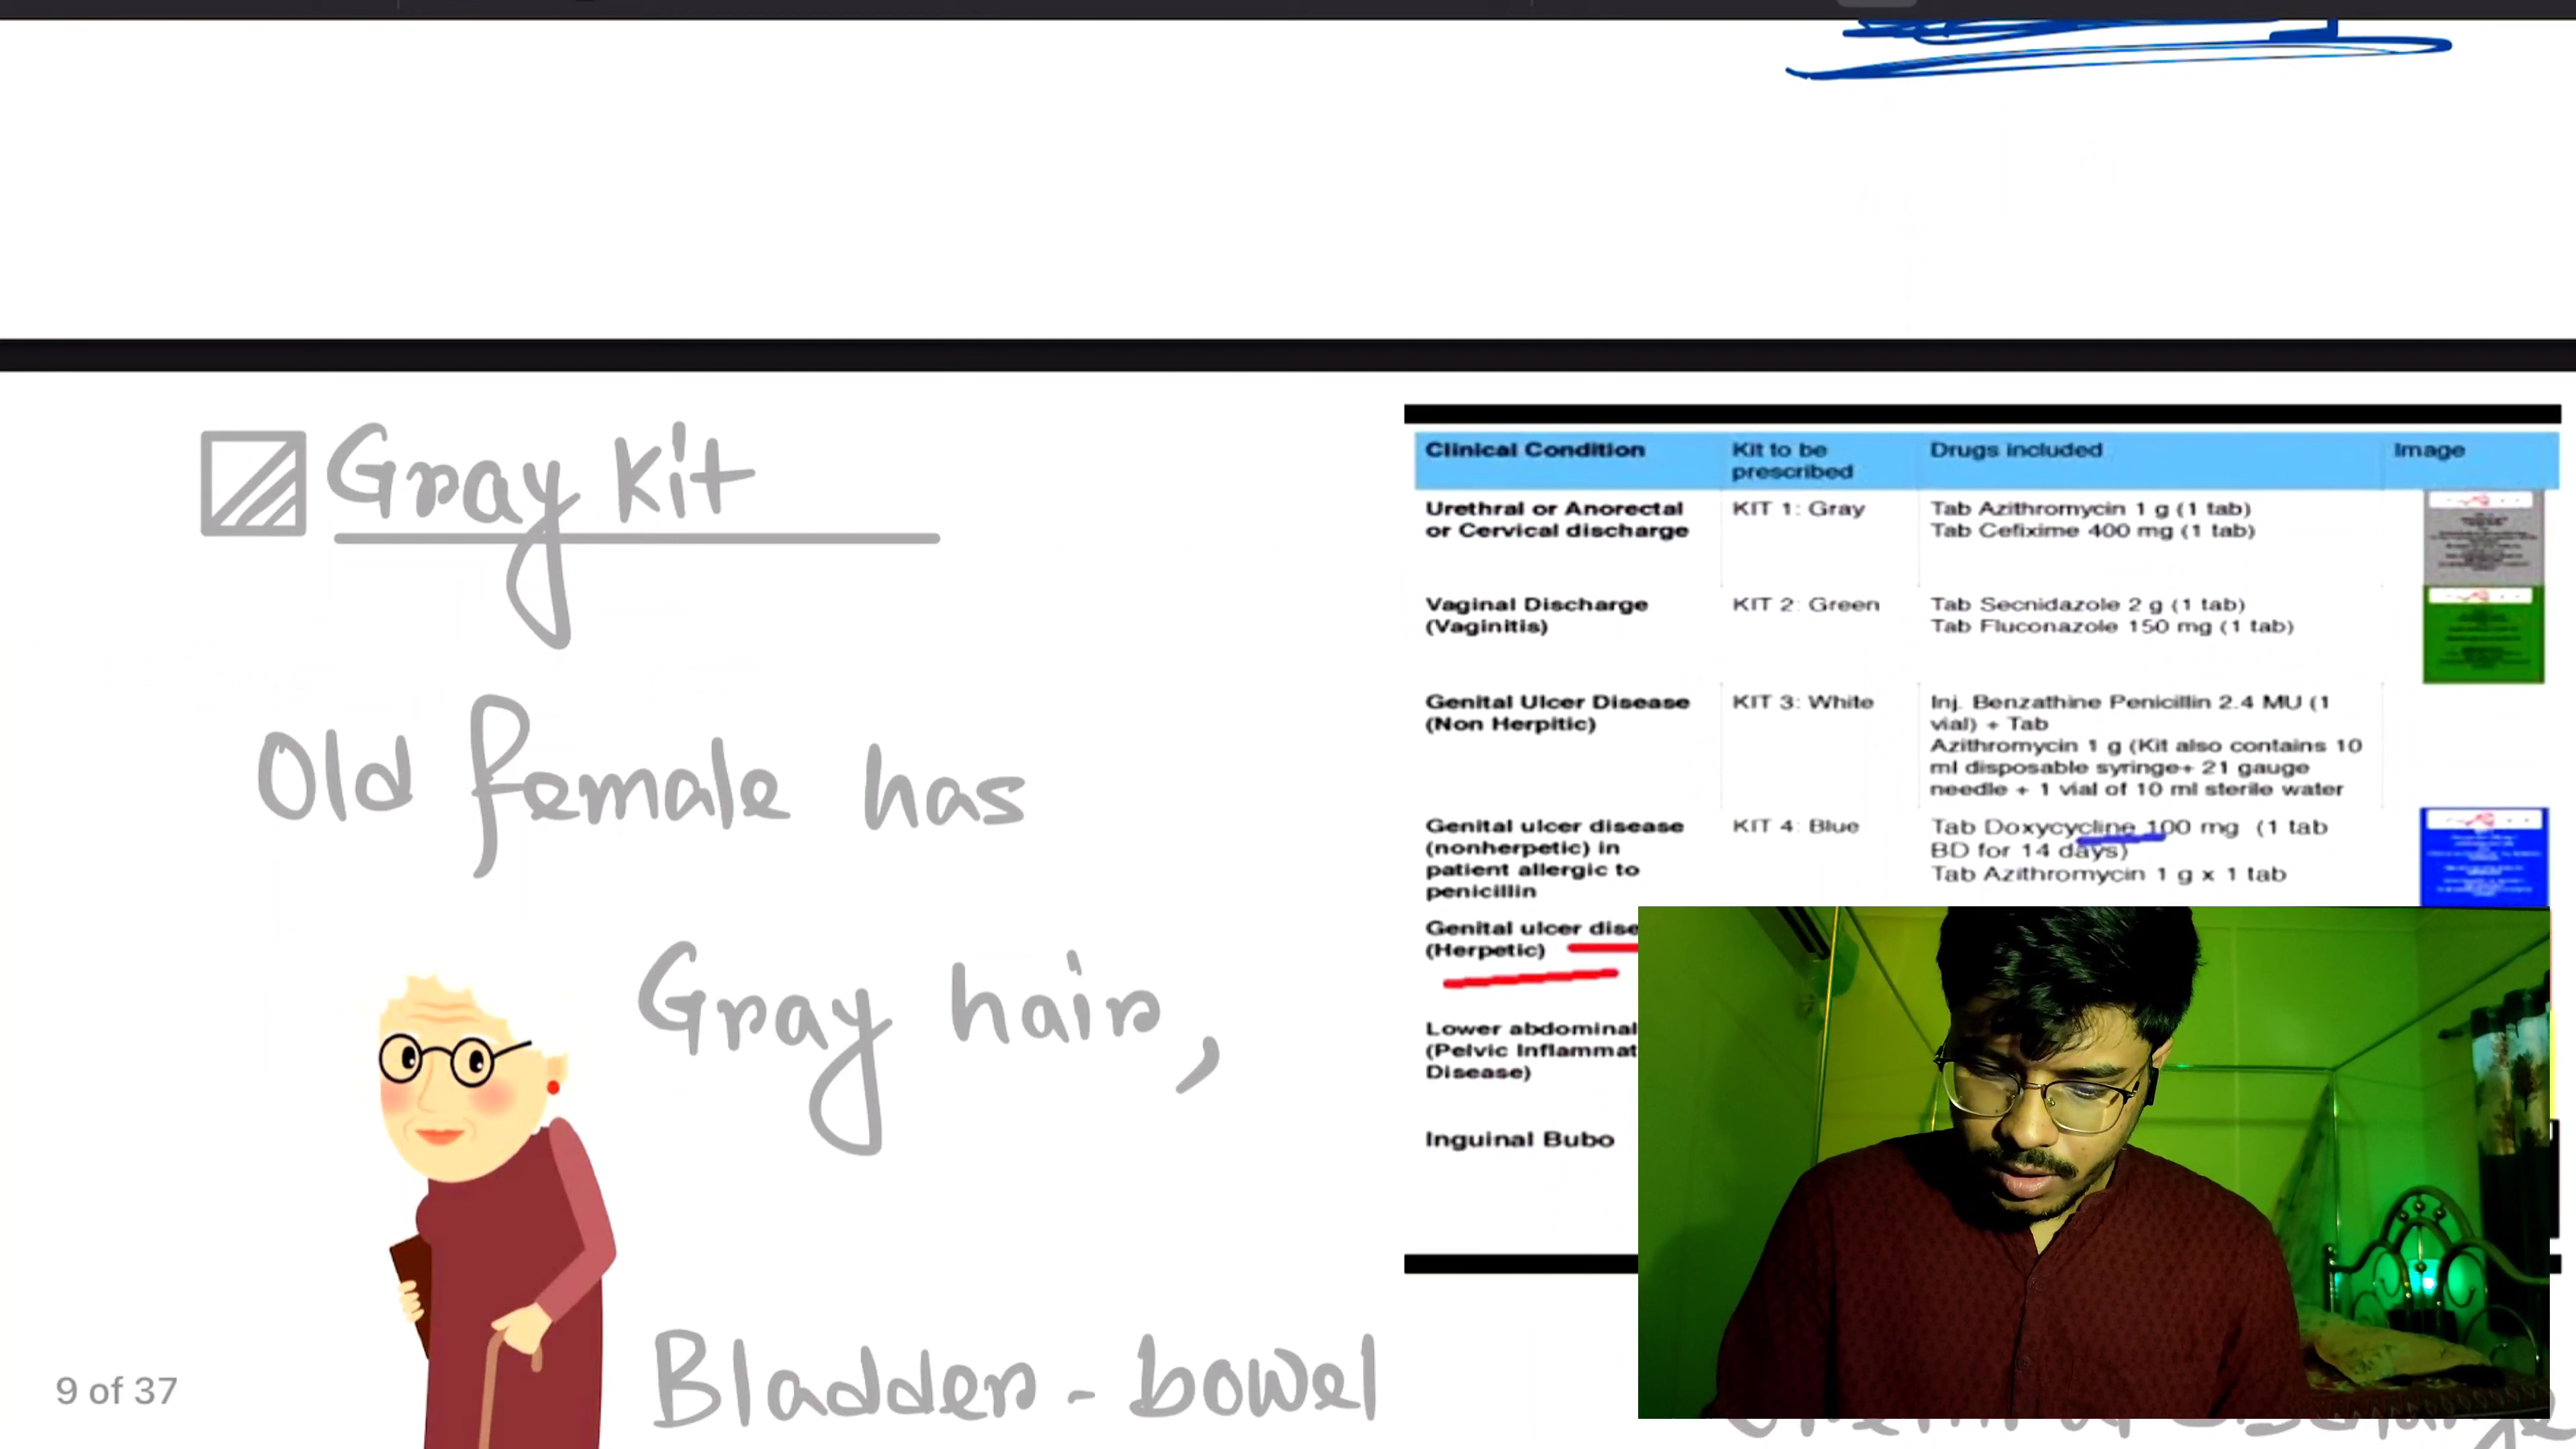 Gray Kit
Old female has
Gray hair,
Bladder - bowel
Clinical Condition Kit to be prescribed Drugs included Image
Urethral or Anorectal or Cervical discharge KIT 1: Gray Tab Azithromycin 1 g (1 tab)
Tab Cefixime 400 mg (1 tab)
Vaginal Discharge (Vaginitis) KIT 2: Green Tab Secnidazole 2 g (1 tab)
Tab Fluconazole 150 mg (1 tab)
Genital Ulcer Disease (Non Herpitic) KIT 3: White Inj. Benzathine Penicillin 2.4 MU (1
vial) + Tab
Azithromycin 1 g (Kit also contains 10
ml disposable syringe+ 21 gauge
needle + 1 vial of 10 ml sterile water
Genital ulcer disease
(nonherpetic) in
patient allergic to
penicillin
KIT 4: Blue
Tab Doxycycline 100 mg (1 tab
BD for 14 days)
Tab Azithromycin 1 g x 1 tab
Genital ulcer dise
(Herpetic)
Lower abdominal
(Pelvic Inflammat
Disease)
Inguinal Bubo
9 of 37